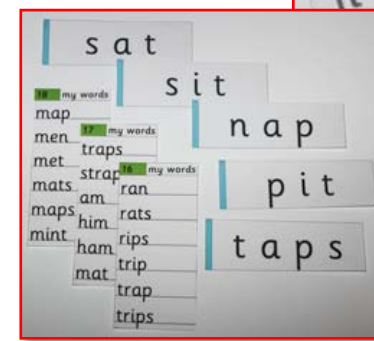 sat
sit
nap
pit
taps
18 my words
map
men
met
mats
maps
mint
17 my words
traps
strap
am
him
ham
mat
16 my words
ran
rats
rips
trip
trap
trips